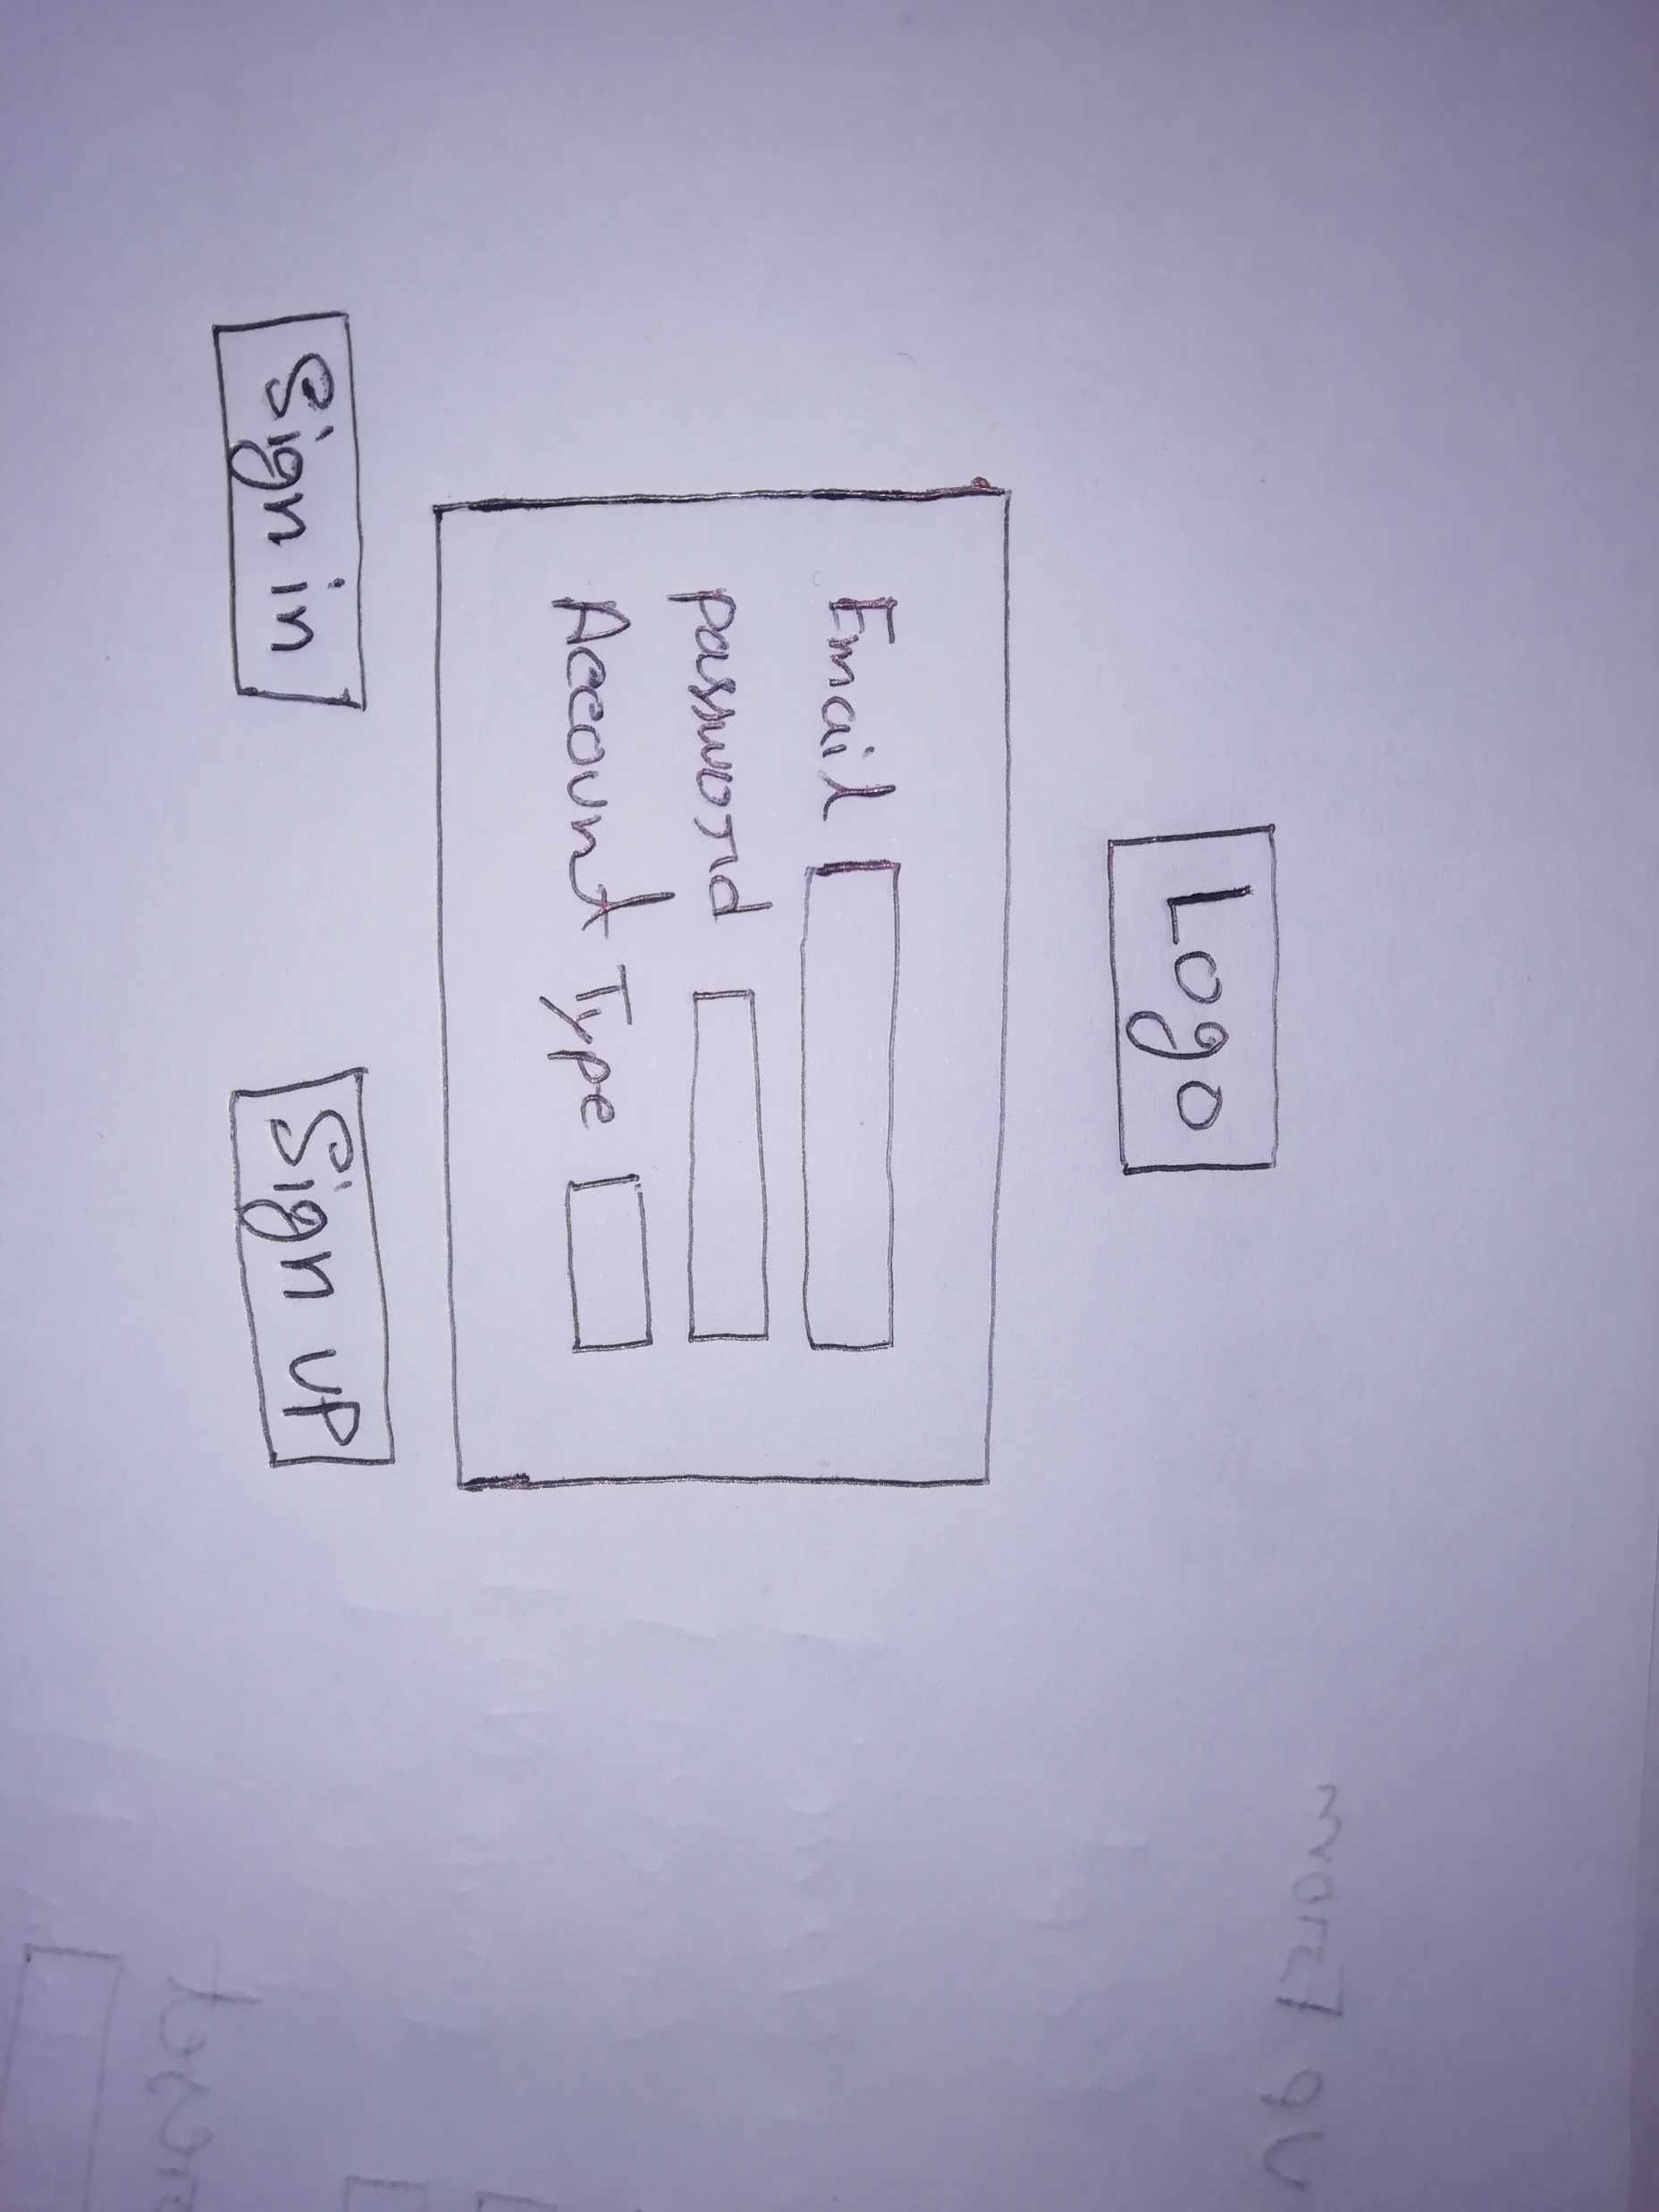 Logo
Email
password
Account Type
Sign in
Sign up